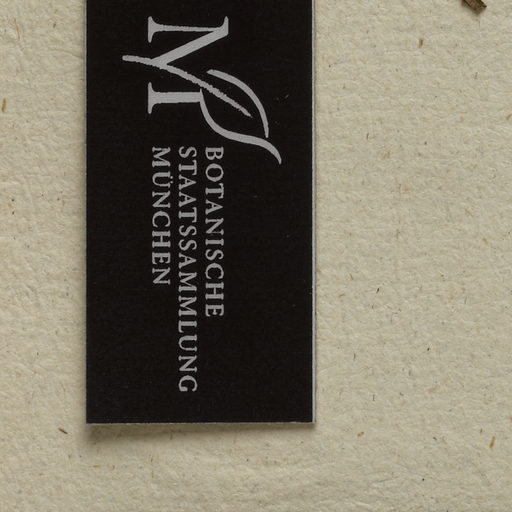 M
BOTANISCHE
STAATSSAMMLUNG
MÜNCHEN